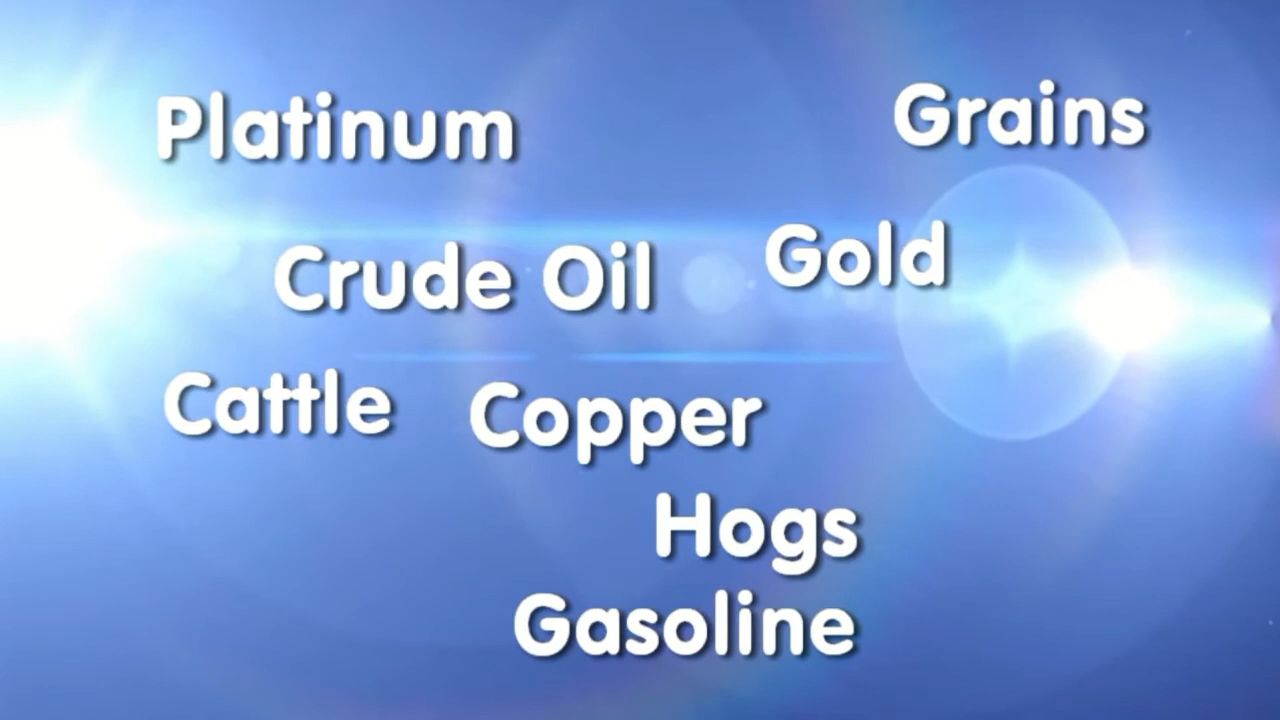 Platinum
Grains
Crude Oil
Gold
Cattle
Copper
Hogs
Gasoline